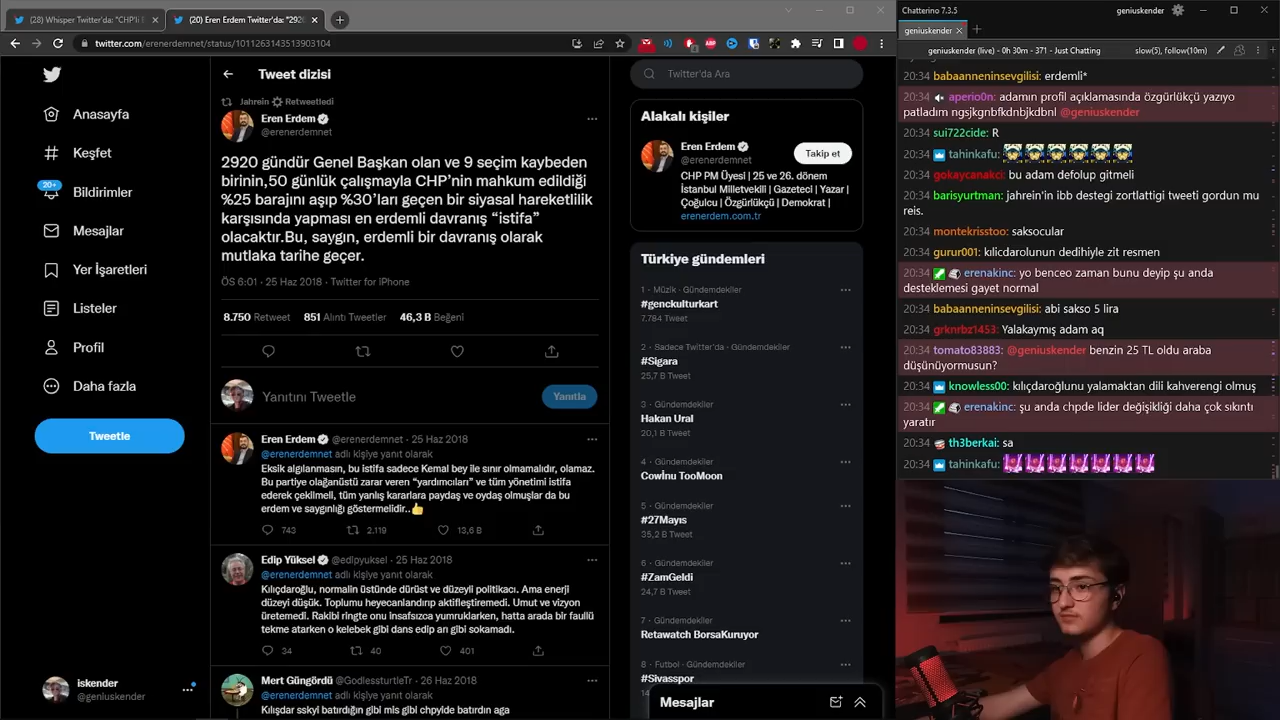 (28) Whisper Twitter'da: "CHP'li E
(20) Eren Erdem Twitter'da: "2920
twitter.com/erenerdemnet/status/1011263143513903104
Anasayfa
Keşfet
20+
Bildirimler
Mesajlar
Yer İşaretleri
Listeler
Profil
Daha fazla
Tweetle
iskender
@geniuskender
Tweet dizisi
Jahrein Retweetledi
Eren Erdem
@erenerdemnet
2920 gündür Genel Başkan olan ve 9 seçim kaybeden
birinin,50 günlük çalışmayla CHP'nin mahkum edildiği
%25 barajını aşıp %30'ları geçen bir siyasal hareketlilik
karşısında yapması en erdemli davranış “istifa”
olacaktır.Bu, saygın, erdemli bir davranış olarak
mutlaka tarihe geçer.
ÖS 6:01 · 25 Haz 2018 · Twitter for iPhone
8.750 Retweet 851 Alıntı Tweetler 46,3 B Beğeni
Yanıtını Tweetle
Yanıtla
Eren Erdem @erenerdemnet · 25 Haz 2018
@erenerdemnet adlı kişiye yanıt olarak
Eksik algılanmasın, bu istifa sadece Kemal bey ile sınır olmamalıdır, olamaz.
Bu partiye olağanüstü zarar veren “yardımcıları” ve tüm yönetimi istifa
ederek çekilmeli, tüm yanlış kararlara paydaş ve oydaş olmuşlar da bu
erdem ve saygınlığı göstermelidir..👍
743 2.119 13,6 B
Edip Yüksel @edipyuksel · 25 Haz 2018
@erenerdemnet adlı kişiye yanıt olarak
Kılıçdaroğlu, normalin üstünde dürüst ve düzeyli politikacı. Ama enerji
düzeyi düşük. Toplumu heyecanlandırıp aktifleştiremedi. Umut ve vizyon
üretemedi. Rakibi ringte onu insafsızca yumruklarken, hatta arada bir faullü
tekme atarken o kelebek gibi dans edip arı gibi sokamadı.
34 40 401
Mert Güngördü @GodlessturtleTr · 26 Haz 2018
@erenerdemnet adlı kişiye yanıt olarak
Kılışdar sskyi batırdığın gibi mis gibi chpyide batırdın aga
Twitter'da Ara
Alakalı kişiler
Eren Erdem
@erenerdemnet
Takip et
CHP PM Üyesi | 25 ve 26. dönem
İstanbul Milletvekili | Gazeteci | Yazar |
Çoğulcu | Özgürlükçü | Demokrat |
erenerdem.com.tr
Türkiye gündemleri
1 · Müzik · Gündemdekiler
#genckulturkart
7.784 Tweet
2 · Sadece Twitter'da · Gündemdekiler
#Sigara
25,7 B Tweet
3 · Gündemdekiler
Hakan Ural
20,1 B Tweet
4 · Gündemdekiler
Cowİnu TooMoon
5 · Gündemdekiler
#27Mayıs
35,2 B Tweet
6 · Gündemdekiler
#ZamGeldi
24,7 B Tweet
7 · Gündemdekiler
Retawatch BorsaKuruyor
8 · Futbol · Gündemdekiler
#Sivasspor
Mesajlar
Chatterino 7.3.5
geniuskender
geniuskender
geniuskender (live) - 0h 30m - 371 - Just Chatting
slow(5), follow(10m)
20:34 babaanneninsevgilisi: erdemli*
20:34 aperio0n: adamın profil açıklamasında özgürlükçü yazıyo
patladım ngsjkgnbfkdnbjkdbnl @geniuskender
20:34 sui722cide: R
20:34 tahinkafu:
20:34 gokaycanakci: bu adam defolup gitmeli
20:34 barisyurtman: jahrein'in ibb destegi zortladtigi tweeti gordun mu
reis.
20:34 montekrisstoo: saksocular
20:34 gurur001: kılicdarolunun dedihiyle zit resmen
20:34 erenakinc: yo benceo zaman bunu deyip şu anda
desteklemesi gayet normal
20:34 babaanneninsevgilisi: abi sakso 5 lira
20:34 grknrbz1453: Yalakaymış adam aq
20:34 tomato83883: @geniuskender benzin 25 TL oldu araba
düşünüyormusun?
20:34 knowless00: kılıçdaroğlunu yalamaktan dili kahverengi olmuş
20:34 erenakinc: şu anda chpde lider değişikliği daha çok sıkıntı
yaratır
20:34 th3berkai: sa
20:34 tahinkafu: